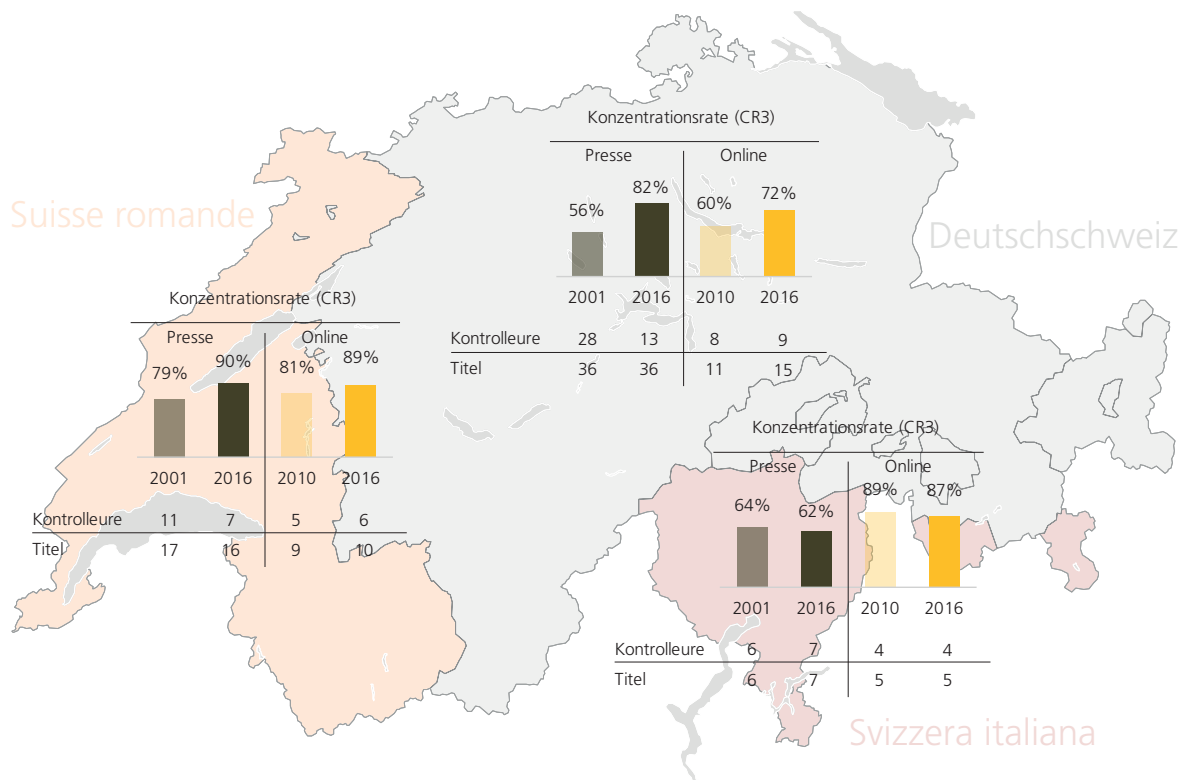 Konzentrationsrate (CR3)
Presse Online
56% 82% 60% 72%
2001 2016 2010 2016
Kontrolleure 28 13 8 9
Titel 36 36 11 15
Suisse romande
Deutschschweiz
Konzentrationsrate (CR3)
Presse Online
79% 90% 81% 89%
2001 2016 2010 2016
Kontrolleure 11 7 5 6
Titel 17 16 9 10
Konzentrationsrate (CR3)
Presse Online
64% 62% 89% 87%
2001 2016 2010 2016
Kontrolleure 6 7 4 4
Titel 6 7 5 5
Svizzera italiana